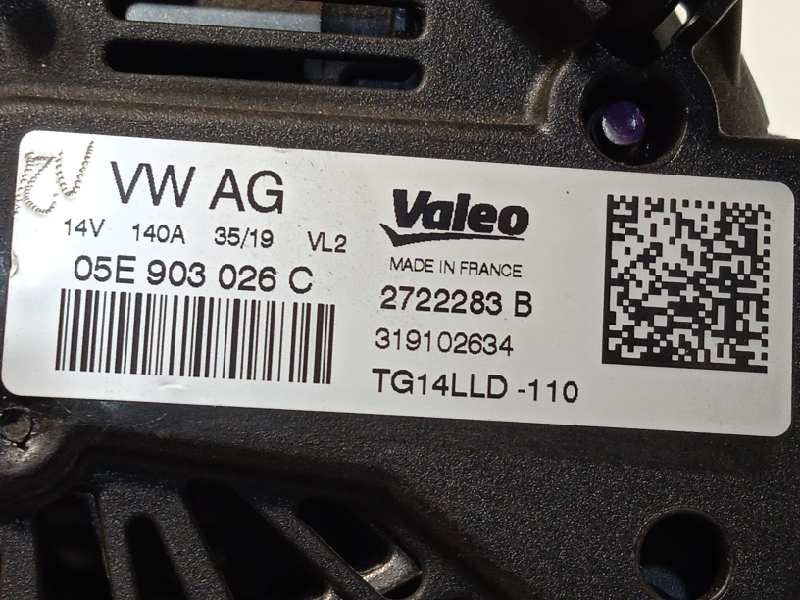 VW AG
14V 140A 35/19 VL2
05E 903 026 C
Valeo
MADE IN FRANCE
2722283 B
319102634
TG14LLD -110